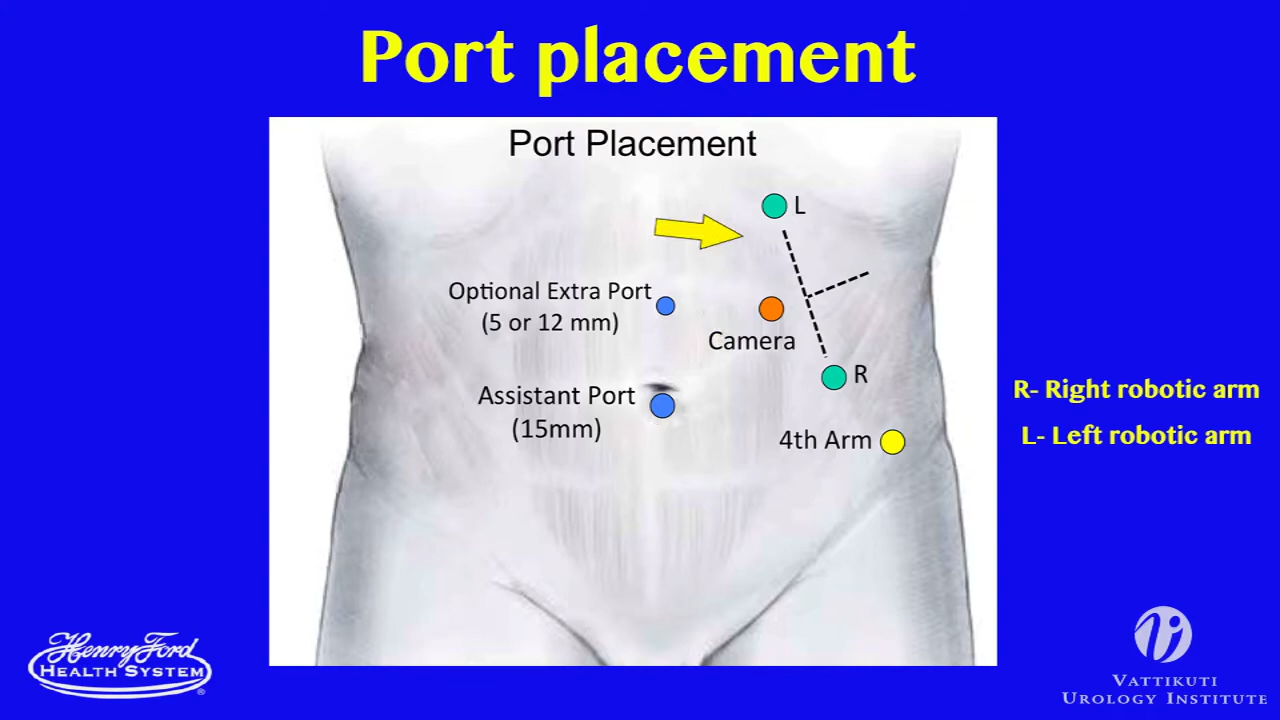 Port placement
Port Placement
L
Optional Extra Port
(5 or 12 mm)
Camera
R
Assistant Port
(15mm)
4th Arm
R- Right robotic arm
L- Left robotic arm
Henry Ford
HEALTH SYSTEM
®
VATTIKUTI
UROLOGY INSTITUTE